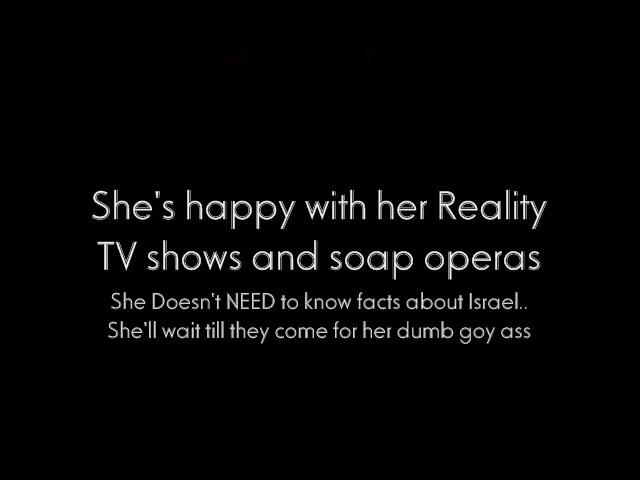 She's happy with her Reality
TV shows and soap operas
She Doesn't NEED to know facts about Israel..
She'll wait till they come for her dumb goy ass